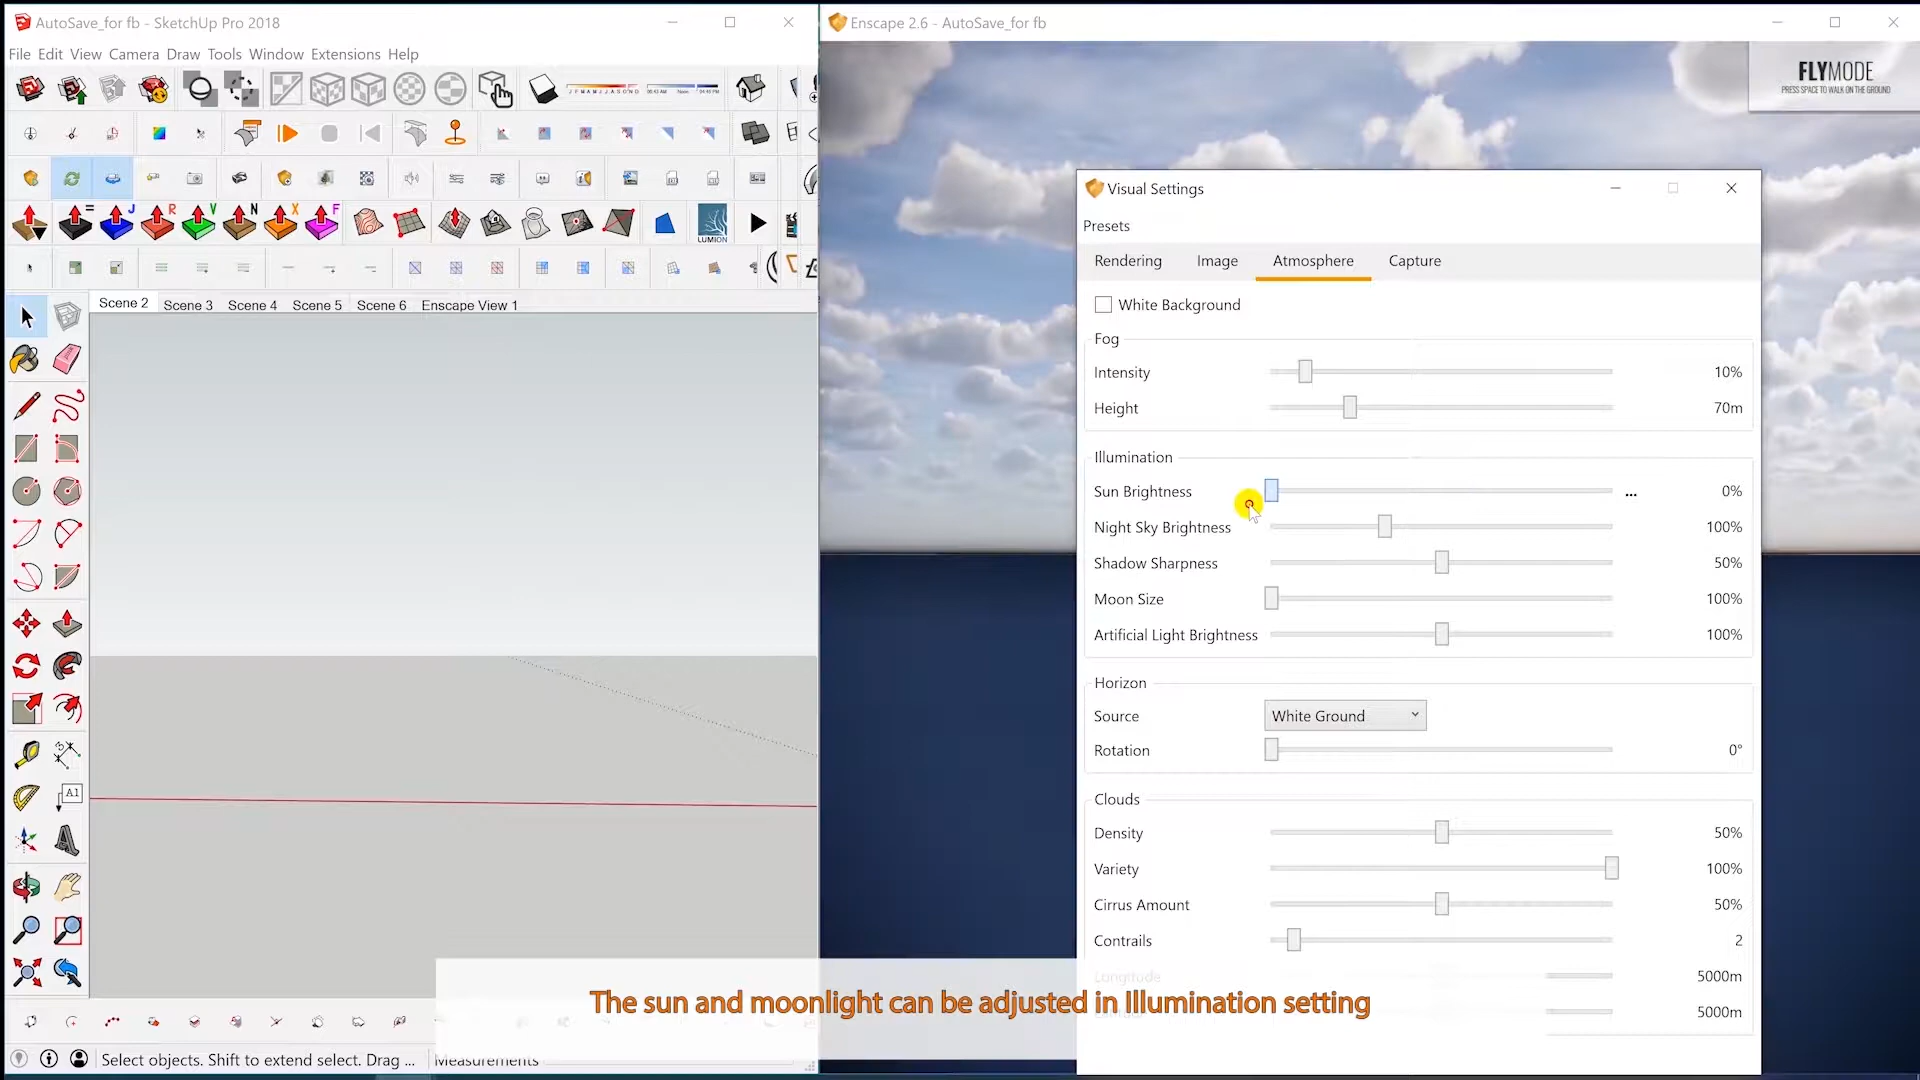 AutoSave_for fb - SketchUp Pro 2018
File Edit View Camera Draw Tools Window Extensions Help
J F M A M J J A S O N D
Noon
= J R V N X F
LUMION
Scene 2 Scene 3 Scene 4 Scene 5 Scene 6 Enscape View 1
A1
Select objects. Shift to extend select. Drag ...
Measurements
Enscape 2.6 - AutoSave_for fb
FLYMODE
PRESS SPACE TO WALK ON THE GROUND
Visual Settings
Presets
Rendering Image Atmosphere Capture
White Background
Fog
Intensity 10%
Height 70m
Illumination
Sun Brightness ... 0%
Night Sky Brightness 100%
Shadow Sharpness 50%
Moon Size 100%
Artificial Light Brightness 100%
Horizon
Source White Ground
Rotation 0°
Clouds
Density 50%
Variety 100%
Cirrus Amount 50%
Contrails 2
Longitude 5000m
5000m
The sun and moonlight can be adjusted in Illumination setting